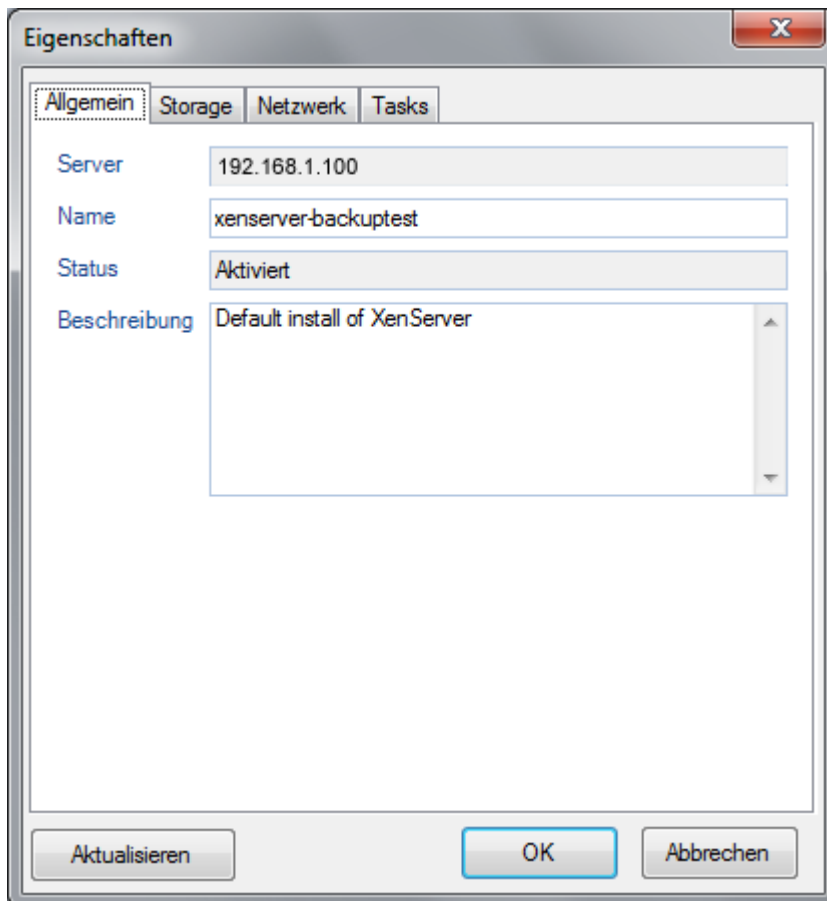 Eigenschaften
Allgemein Storage Netzwerk Tasks
Server 192.168.1.100
Name xenserver-backuptest
Status Aktiviert
Beschreibung Default install of XenServer
Aktualisieren OK Abbrechen